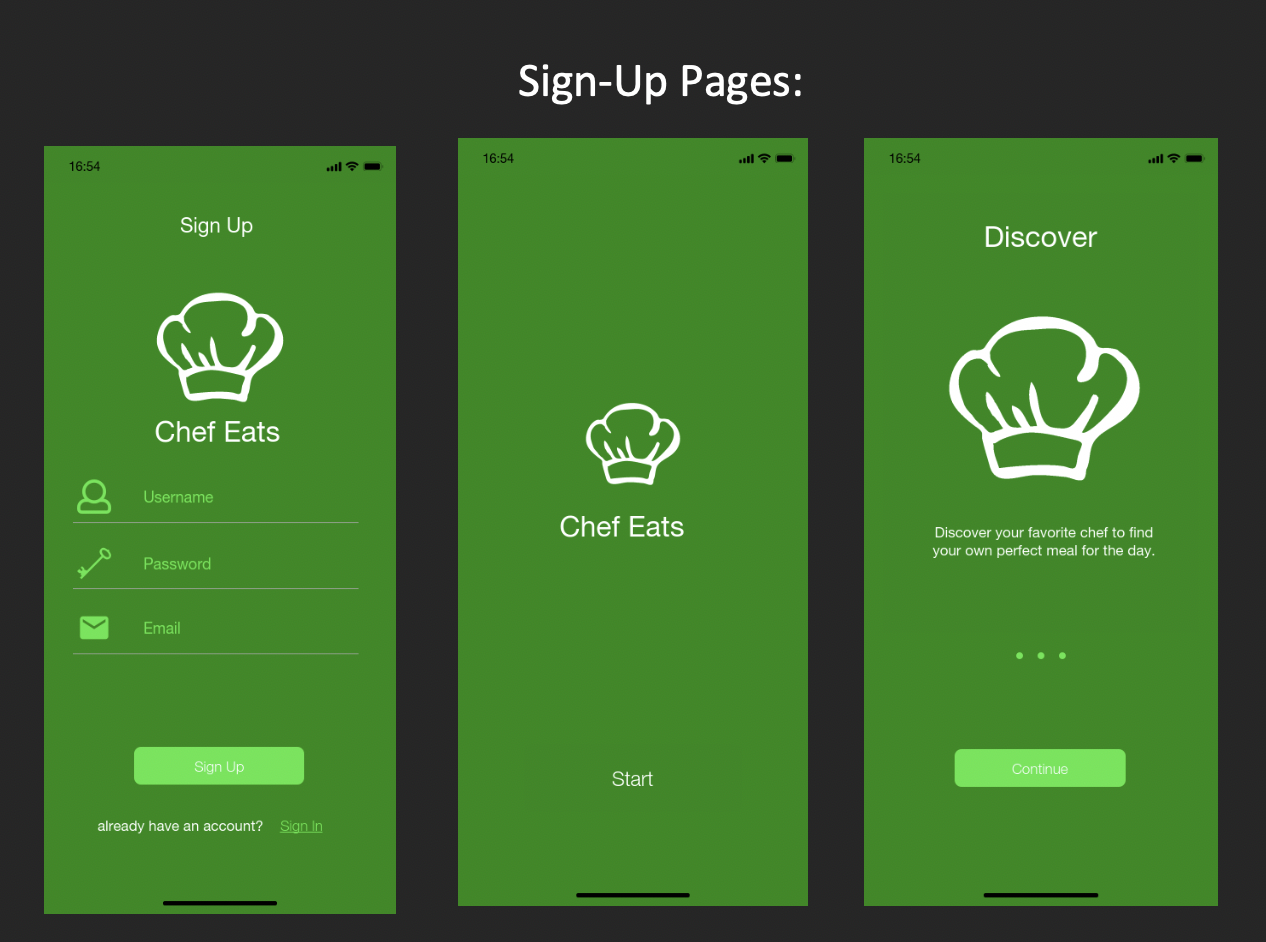 Sign-Up Pages:
16:54
Sign Up
Chef Eats
Username
Password
Email
Sign Up
already have an account? Sign In
16:54
Chef Eats
Start
16:54
Discover
Discover your favorite chef to find
your own perfect meal for the day.
Continue